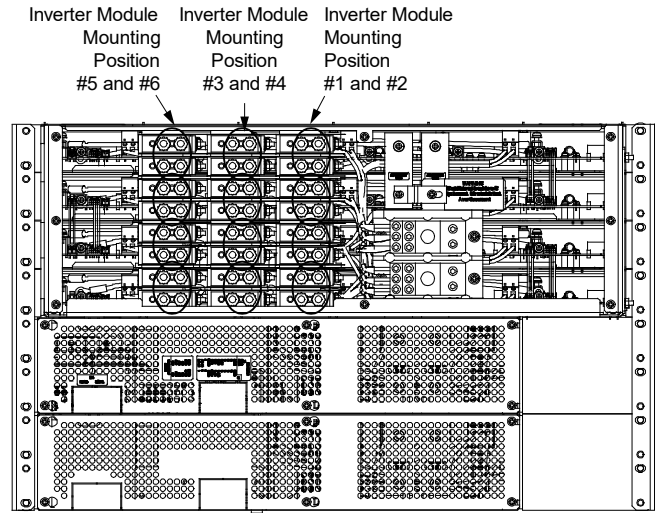 Inverter Module Mounting Position #5 and #6
Inverter Module Mounting Position #3 and #4
Inverter Module Mounting Position #1 and #2